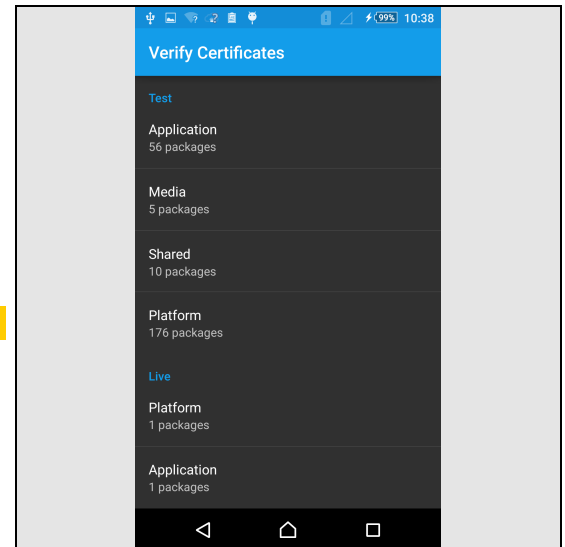 99% 10:38
Verify Certificates
Test
Application
56 packages
Media
5 packages
Shared
10 packages
Platform
176 packages
Live
Platform
1 packages
Application
1 packages